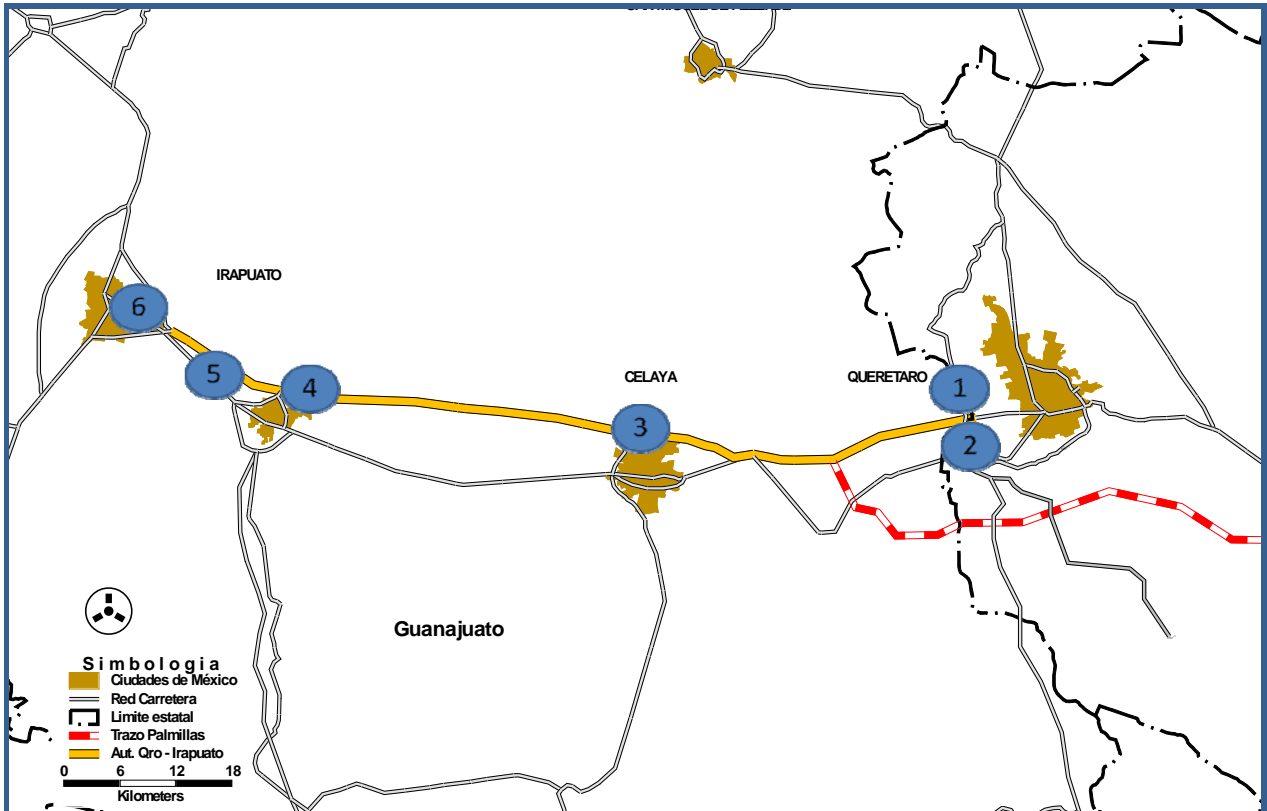 IRAPUATO
6
5
4
CELAYA
3
QUERETARO
1
2
Guanajuato
Simbologia
Ciudades de México
Red Carretera
Limite estatal
Trazo Palmillas
Aut. Qro - Irapuato
0 6 12 18
Kilometers